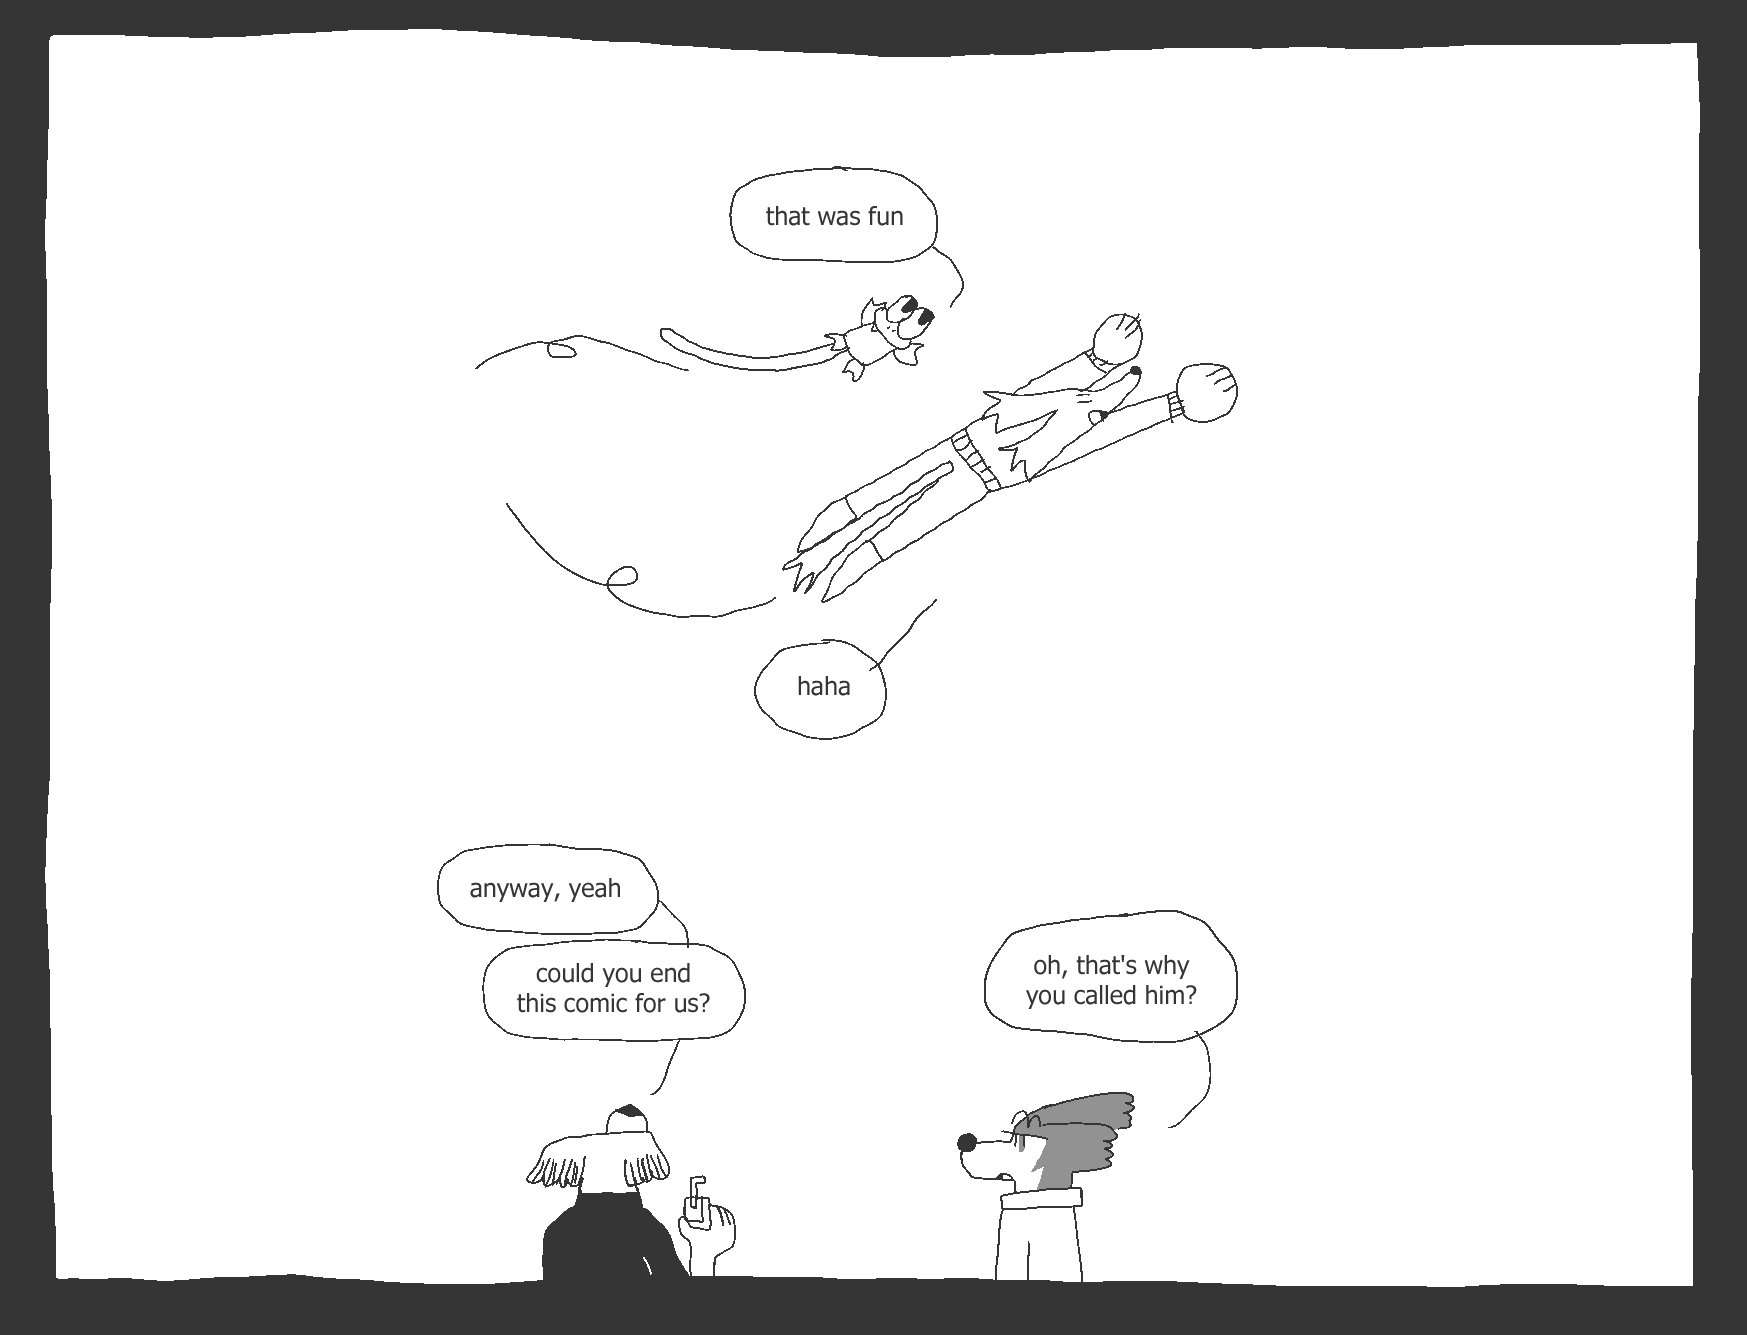 that was fun
haha
anyway, yeah
could you end
this comic for us?
oh, that's why
you called him?